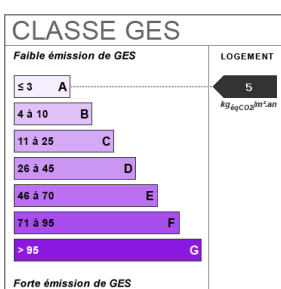 CLASSE GES
Faible émission de GES
LOGEMENT
≤ 3 A
5
kgéqCO2/m².an
4 à 10 B
11 à 25 C
26 à 45 D
46 à 70 E
71 à 95 F
> 95 G
Forte émission de GES